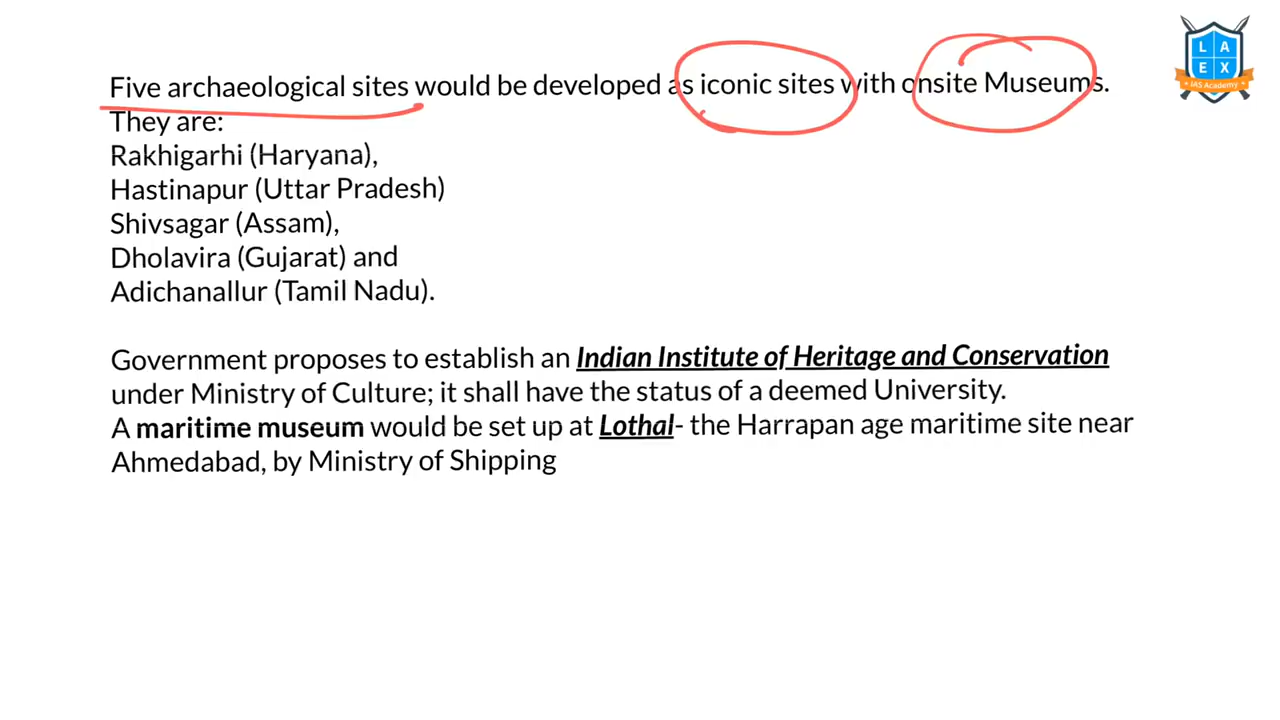 Five archaeological sites would be developed as iconic sites with onsite Museums.
They are:
Rakhigarhi (Haryana),
Hastinapur (Uttar Pradesh)
Shivsagar (Assam),
Dholavira (Gujarat) and
Adichanallur (Tamil Nadu).
Government proposes to establish an Indian Institute of Heritage and Conservation
under Ministry of Culture; it shall have the status of a deemed University.
A maritime museum would be set up at Lothal- the Harrapan age maritime site near
Ahmedabad, by Ministry of Shipping
L A
E X
IAS Academy